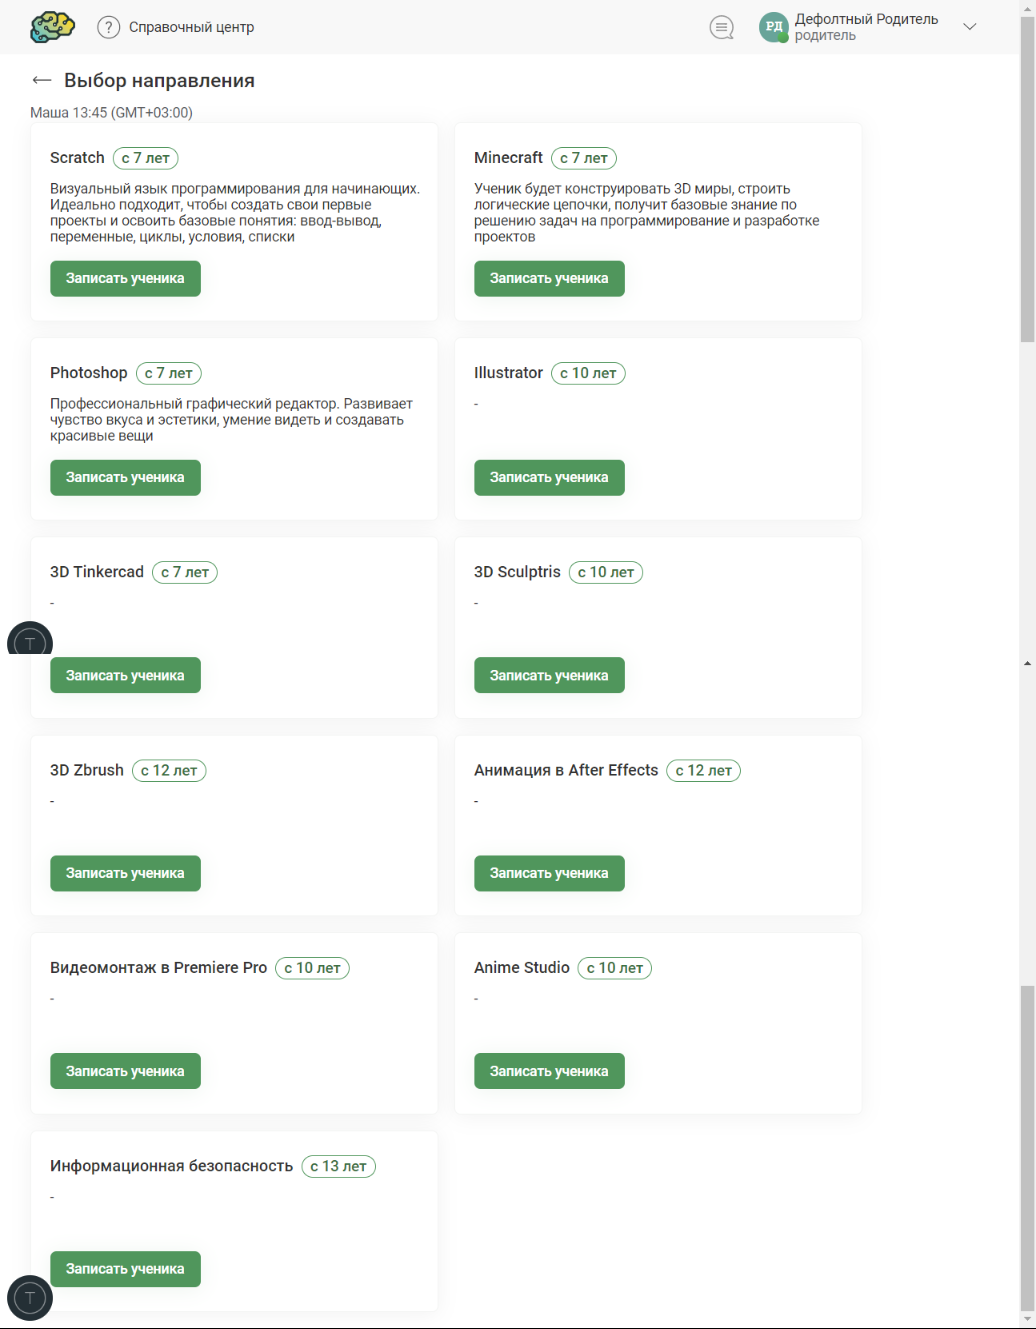 ? Справочный центр
РД Дефолтный Родитель
родитель
Выбор направления
Маша 13:45 (GMT+03:00)
Scratch с 7 лет
Визуальный язык программирования для начинающих.
Идеально подходит, чтобы создать свои первые
проекты и освоить базовые понятия: ввод-вывод,
переменные, циклы, условия, списки
Записать ученика
Minecraft с 7 лет
Ученик будет конструировать 3D миры, строить
логические цепочки, получит базовые знание по
решению задач на программирование и разработке
проектов
Записать ученика
Photoshop с 7 лет
Профессиональный графический редактор. Развивает
чувство вкуса и эстетики, умение видеть и создавать
красивые вещи
Записать ученика
Illustrator с 10 лет
-
Записать ученика
3D Tinkercad с 7 лет
-
Записать ученика
3D Sculptris с 10 лет
-
Записать ученика
T
3D Zbrush с 12 лет
-
Записать ученика
Анимация в After Effects с 12 лет
-
Записать ученика
Видеомонтаж в Premiere Pro с 10 лет
-
Записать ученика
Anime Studio с 10 лет
-
Записать ученика
Информационная безопасность с 13 лет
-
Записать ученика
T